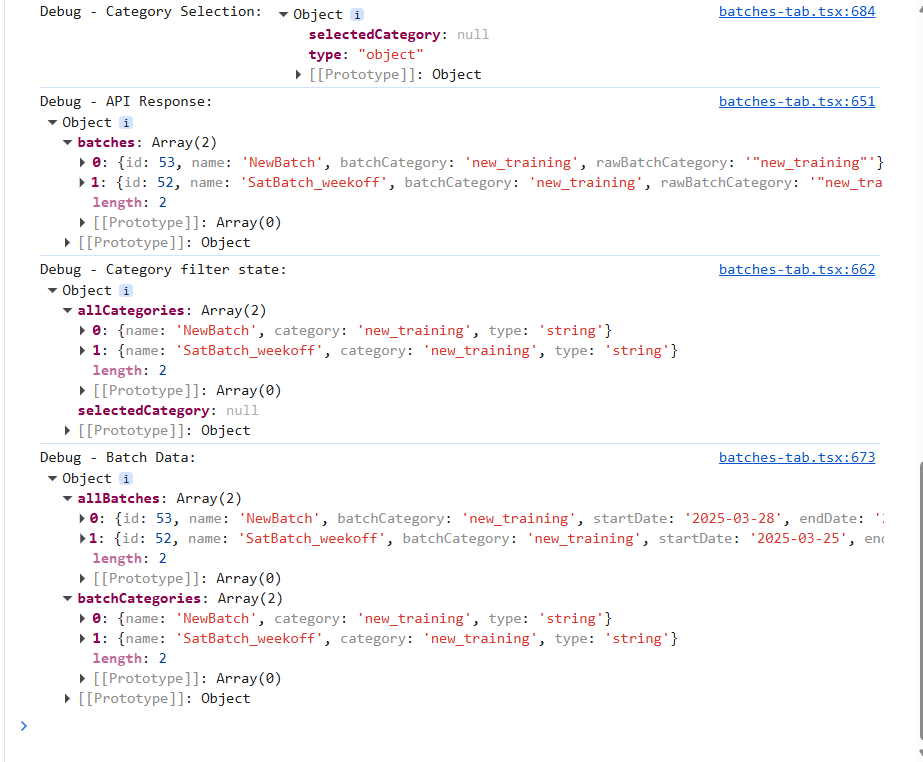 Debug - Category Selection: ▼ Object i batches-tab.tsx:684
selectedCategory: null
type: "object"
▶ [[Prototype]]: Object
Debug - API Response: batches-tab.tsx:651
▼ Object i
▼ batches: Array(2)
▶ 0: {id: 53, name: 'NewBatch', batchCategory: 'new_training', rawBatchCategory: '"new_training"'}
▶ 1: {id: 52, name: 'SatBatch_weekoff', batchCategory: 'new_training', rawBatchCategory: '"new_tra
length: 2
▶ [[Prototype]]: Array(0)
▶ [[Prototype]]: Object
Debug - Category filter state: batches-tab.tsx:662
▼ Object i
▼ allCategories: Array(2)
▶ 0: {name: 'NewBatch', category: 'new_training', type: 'string'}
▶ 1: {name: 'SatBatch_weekoff', category: 'new_training', type: 'string'}
length: 2
▶ [[Prototype]]: Array(0)
selectedCategory: null
▶ [[Prototype]]: Object
Debug - Batch Data: batches-tab.tsx:673
▼ Object i
▼ allBatches: Array(2)
▶ 0: {id: 53, name: 'NewBatch', batchCategory: 'new_training', startDate: '2025-03-28', endDate: '
▶ 1: {id: 52, name: 'SatBatch_weekoff', batchCategory: 'new_training', startDate: '2025-03-25', en
length: 2
▶ [[Prototype]]: Array(0)
▼ batchCategories: Array(2)
▶ 0: {name: 'NewBatch', category: 'new_training', type: 'string'}
▶ 1: {name: 'SatBatch_weekoff', category: 'new_training', type: 'string'}
length: 2
▶ [[Prototype]]: Array(0)
▶ [[Prototype]]: Object
>